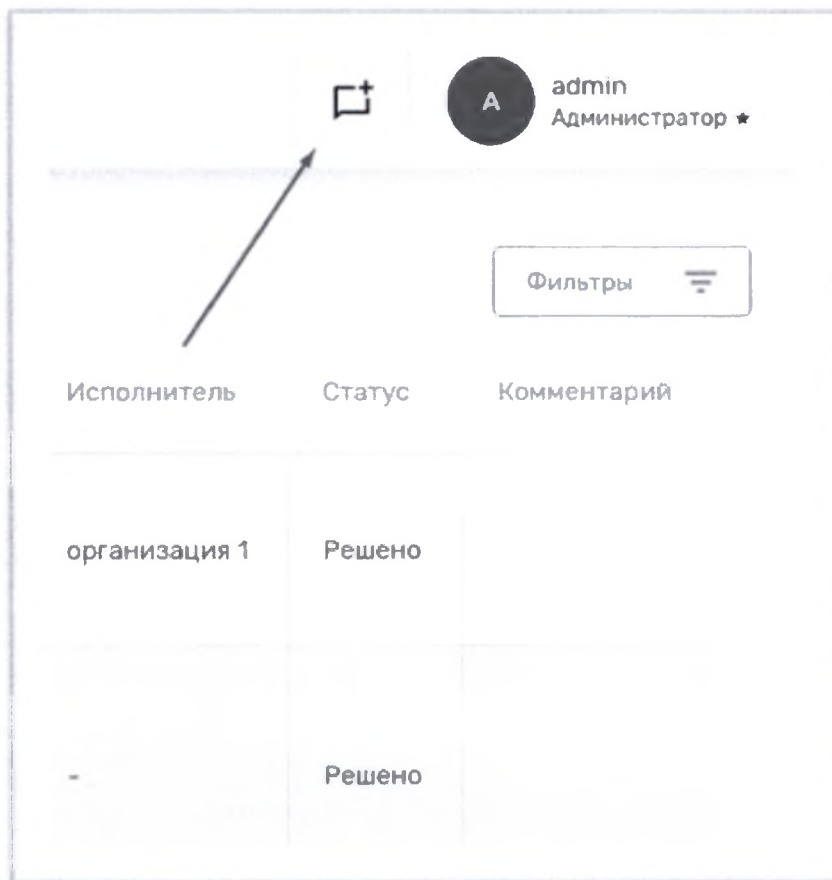 A
admin
Администратор ★
Фильтры
Исполнитель Статус Комментарий
организация 1 Решено
- Решено